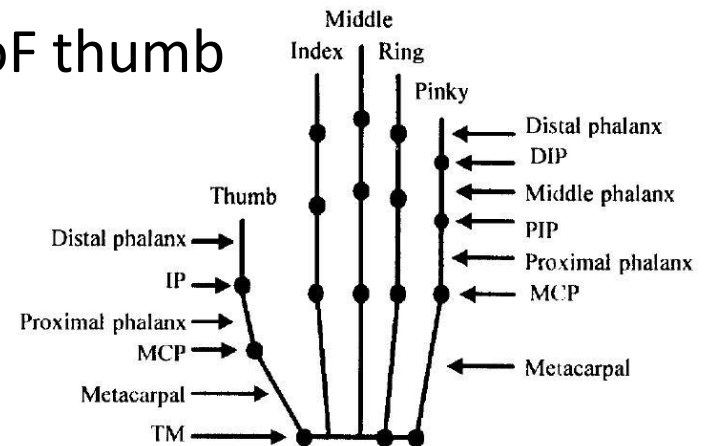 oF thumb
Middle
Index
Ring
Pinky
Thumb
Distal phalanx
IP
Proximal phalanx
MCP
Metacarpal
TM
Distal phalanx
DIP
Middle phalanx
PIP
Proximal phalanx
MCP
Metacarpal